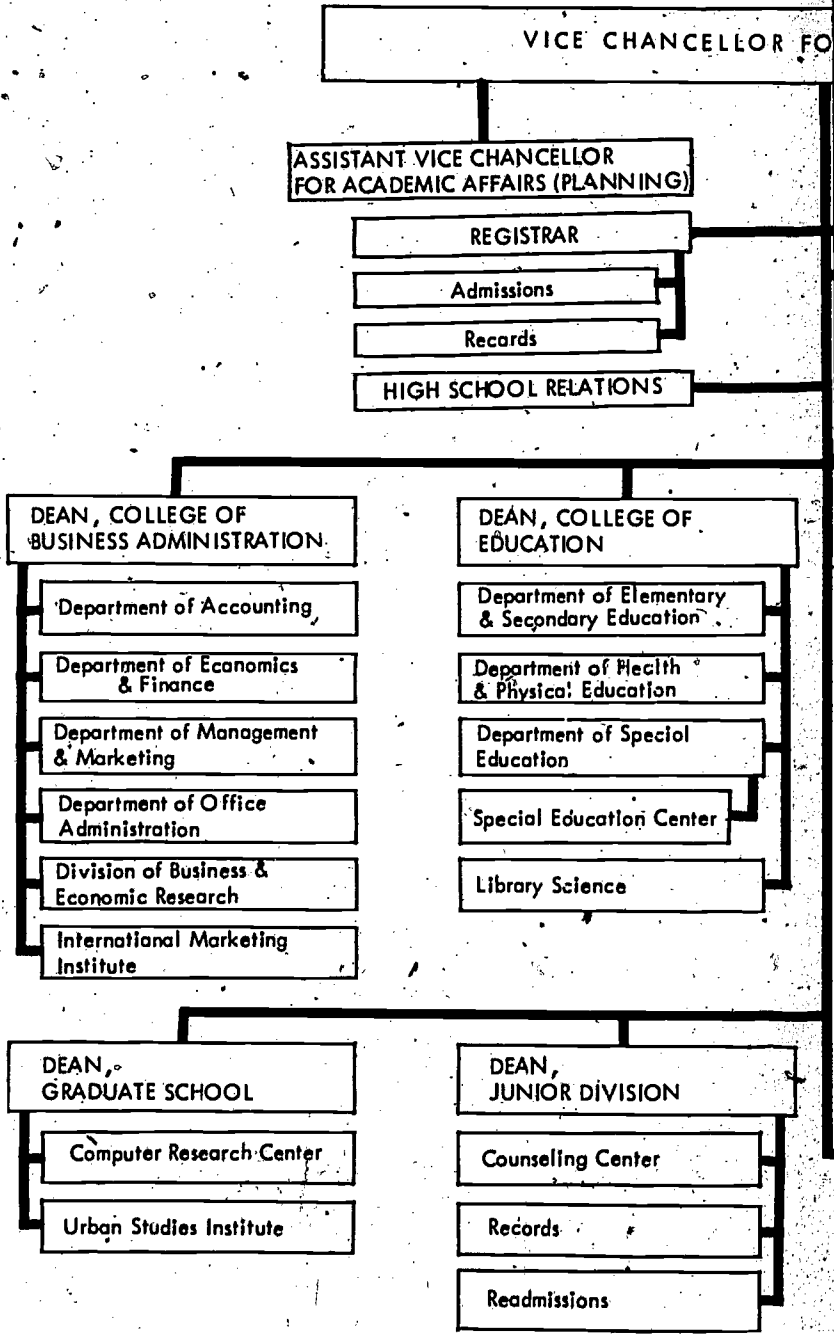 VICE CHANCELLOR FO
ASSISTANT VICE CHANCELLOR
FOR ACADEMIC AFFAIRS (PLANNING)
REGISTRAR
Admissions
Records
HIGH SCHOOL RELATIONS
DEAN, COLLEGE OF
BUSINESS ADMINISTRATION
Department of Accounting
Department of Economics
& Finance
Department of Management
& Marketing
Department of Office
Administration
Division of Business &
Economic Research
International Marketing
Institute
DEAN, COLLEGE OF
EDUCATION
Department of Elementary
& Secondary Education
Department of Health
& Physical Education
Department of Special
Education
Special Education Center
Library Science
DEAN,
GRADUATE SCHOOL
Computer Research Center
Urban Studies Institute
DEAN,
JUNIOR DIVISION
Counseling Center
Records
Readmissions